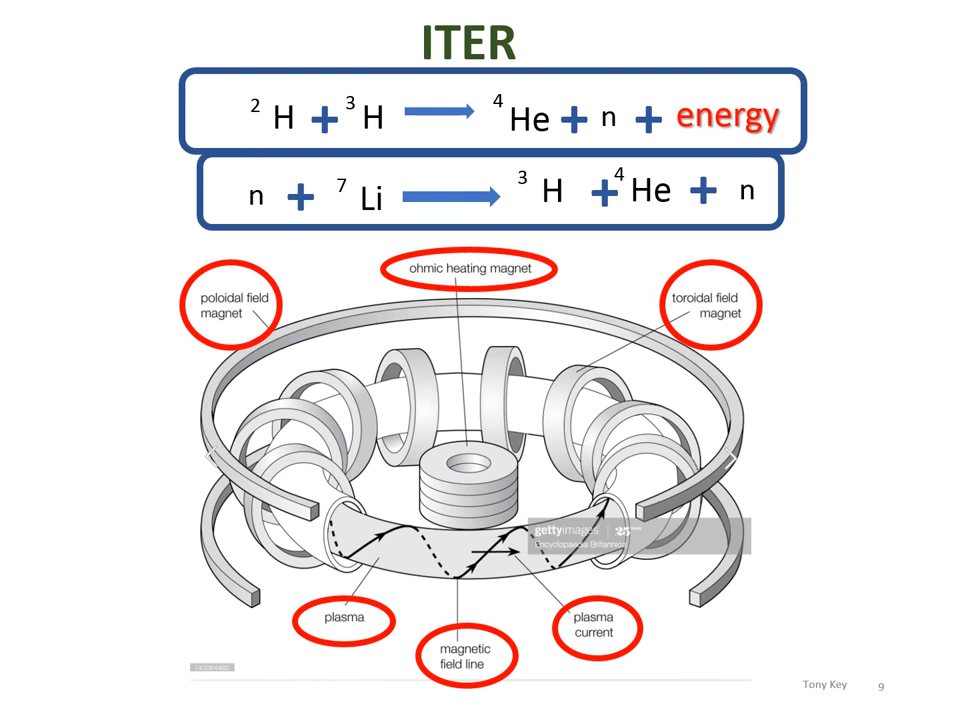 ITER
²H + ³H → ⁴He + n + energy
n + ⁷Li → ³H + ⁴He + n
ohmic heating magnet
poloidal field
magnet
toroidal field
magnet
gettyimages
Encyclopaedia Britannica
plasma
plasma
current
magnetic
field line
143064460
Tony Key
9